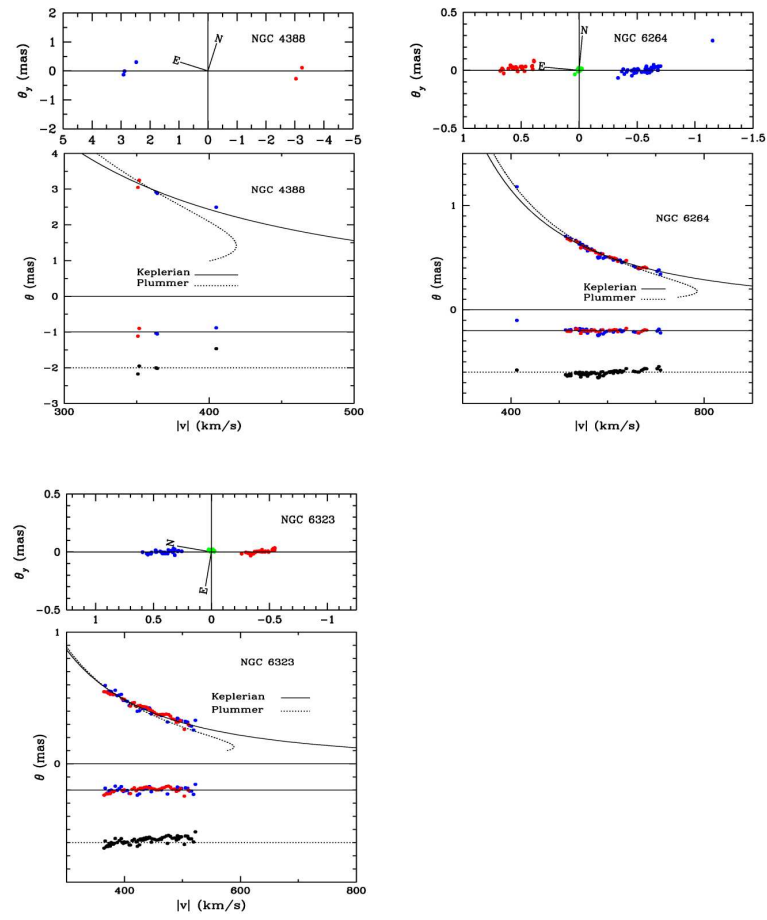 NGC 4388
N
E
θy (mas)
2
1
0
−1
−2
5 4 3 2 1 0 −1 −2 −3 −4 −5
NGC 4388
Keplerian
Plummer
θ (mas)
4
3
2
1
0
−1
−2
300 400 500
|v| (km/s)
NGC 6264
N
E
θy (mas)
0.5
0
−0.5
1 0.5 0 −0.5 −1 −1.5
NGC 6264
Keplerian
Plummer
θ (mas)
1
0
400 600 800
|v| (km/s)
NGC 6323
N
E
θy (mas)
0.5
0
−0.5
1 0.5 0 −0.5 −1
NGC 6323
Keplerian
Plummer
θ (mas)
1
0
400 600 800
|v| (km/s)